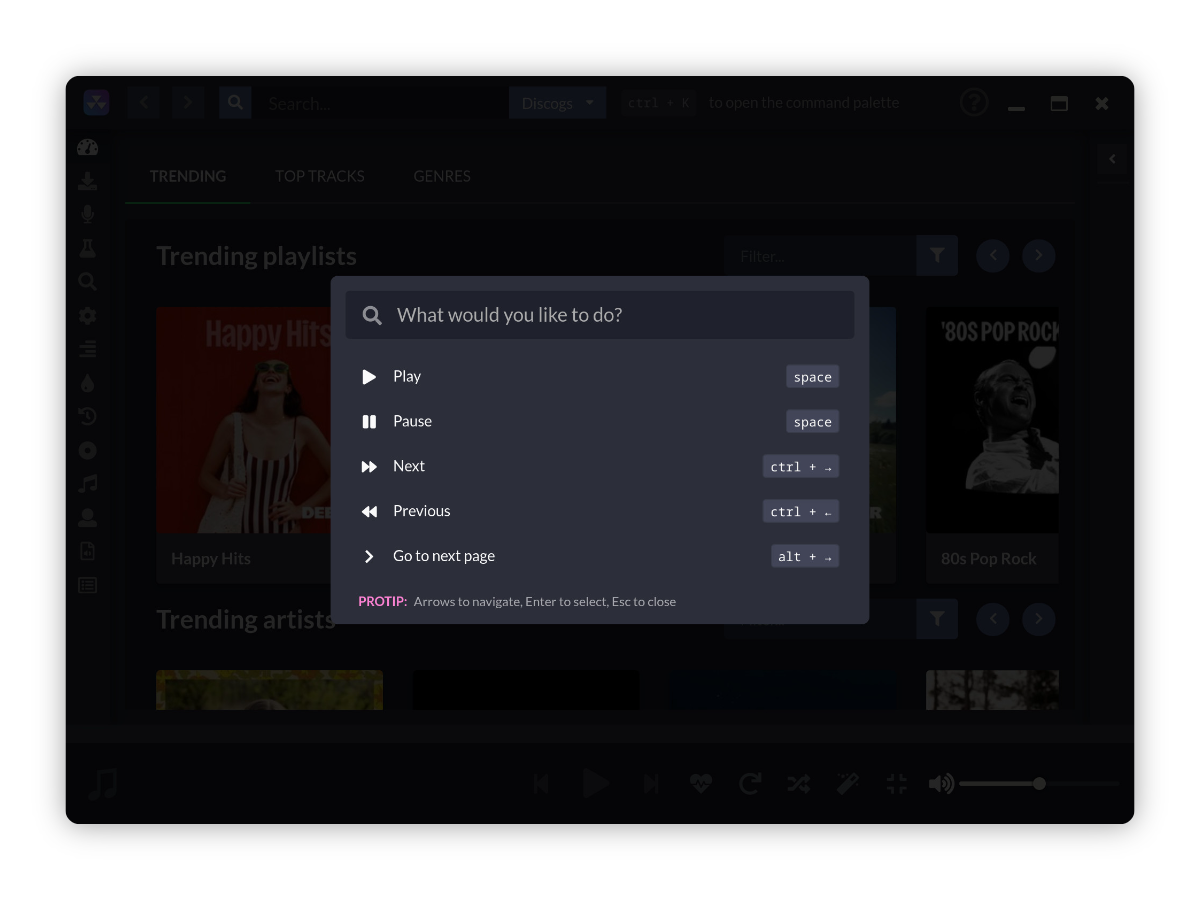 Search...
Discogs
ctrl + K to open the command palette
?
TRENDING TOP TRACKS GENRES
Trending playlists
Filter...
Happy Hits
'80S POP ROCK
What would you like to do?
Play space
Pause space
Next ctrl + →
Previous ctrl + ←
Go to next page alt + →
PROTIP: Arrows to navigate, Enter to select, Esc to close
Happy Hits
80s Pop Rock
Trending artists